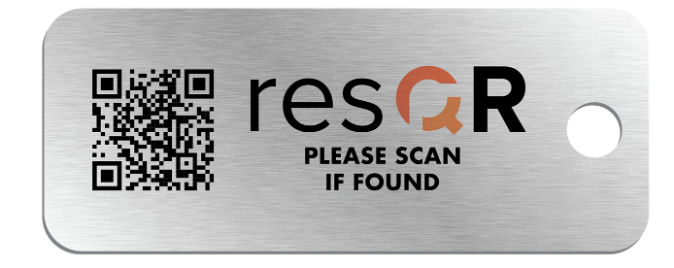 resQR
PLEASE SCAN
IF FOUND